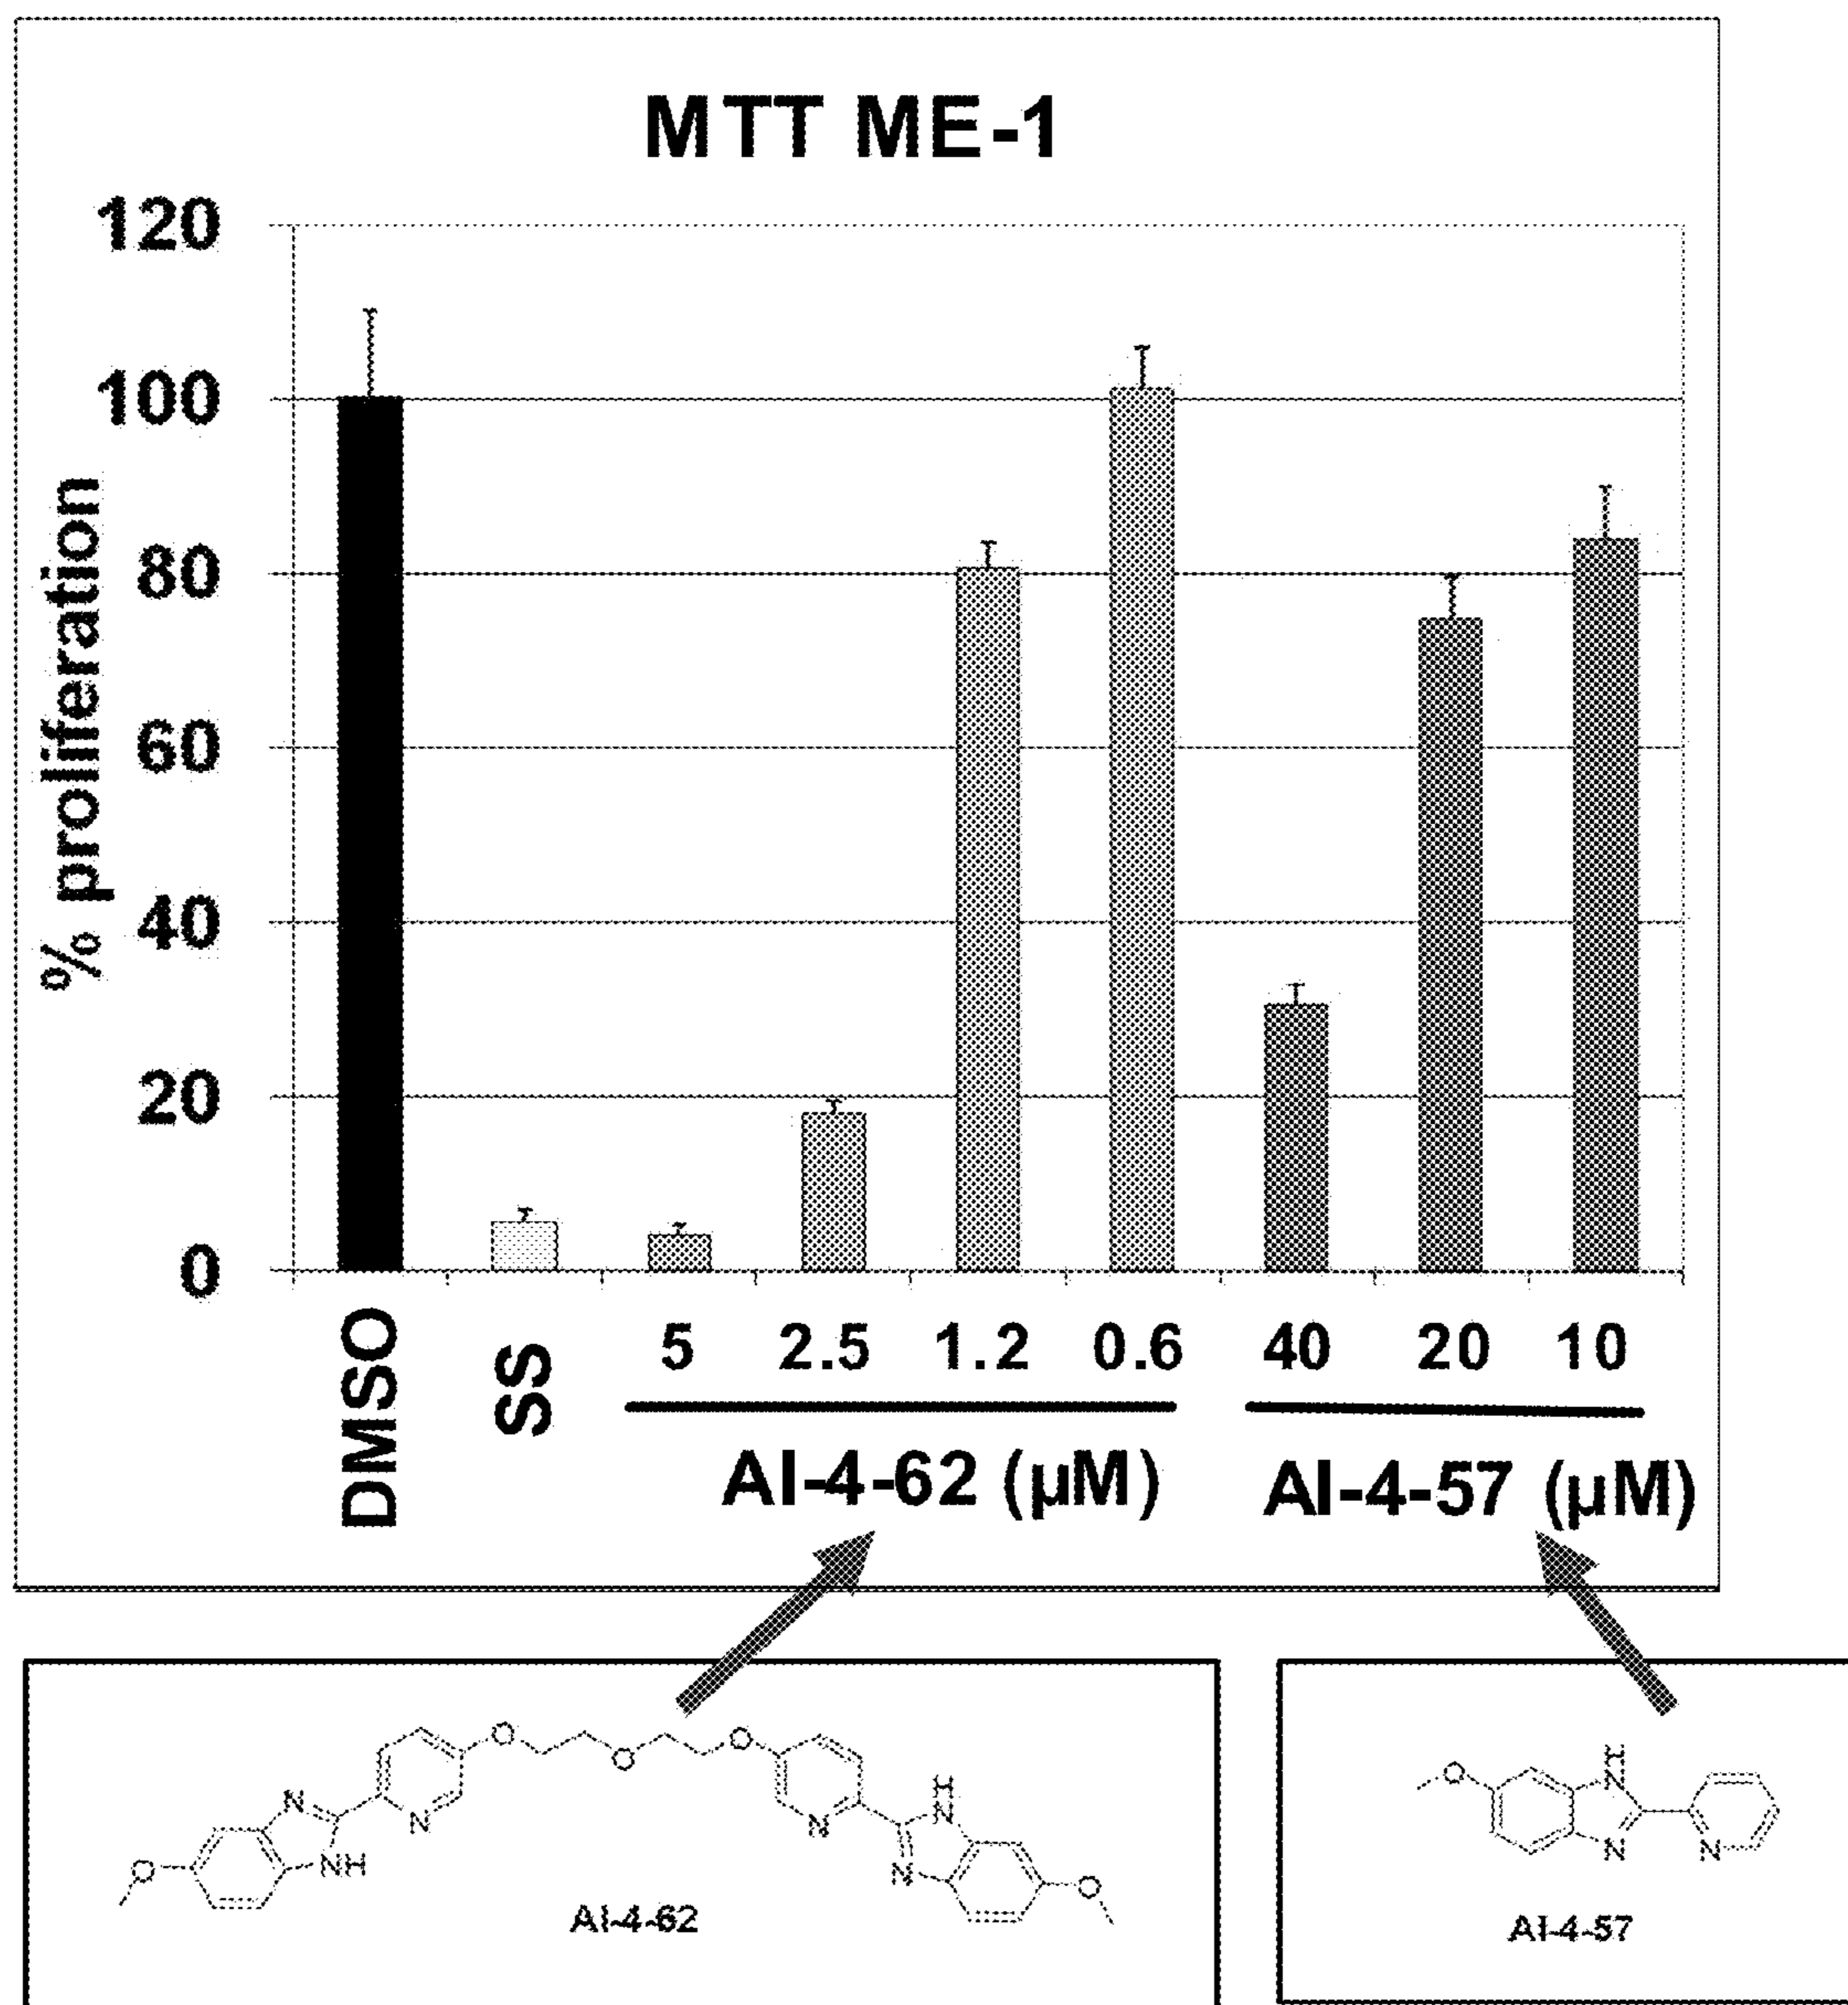 MTT ME-1
120
100
80
60
40
20
0
% proliferation
DMSO
SS
5 2.5 1.2 0.6 40 20 10
AI-4-62 (µM) AI-4-57 (µM)
O O O
N N N H N
O NH N O
AI-4-62
O H N
N N
AI-4-57